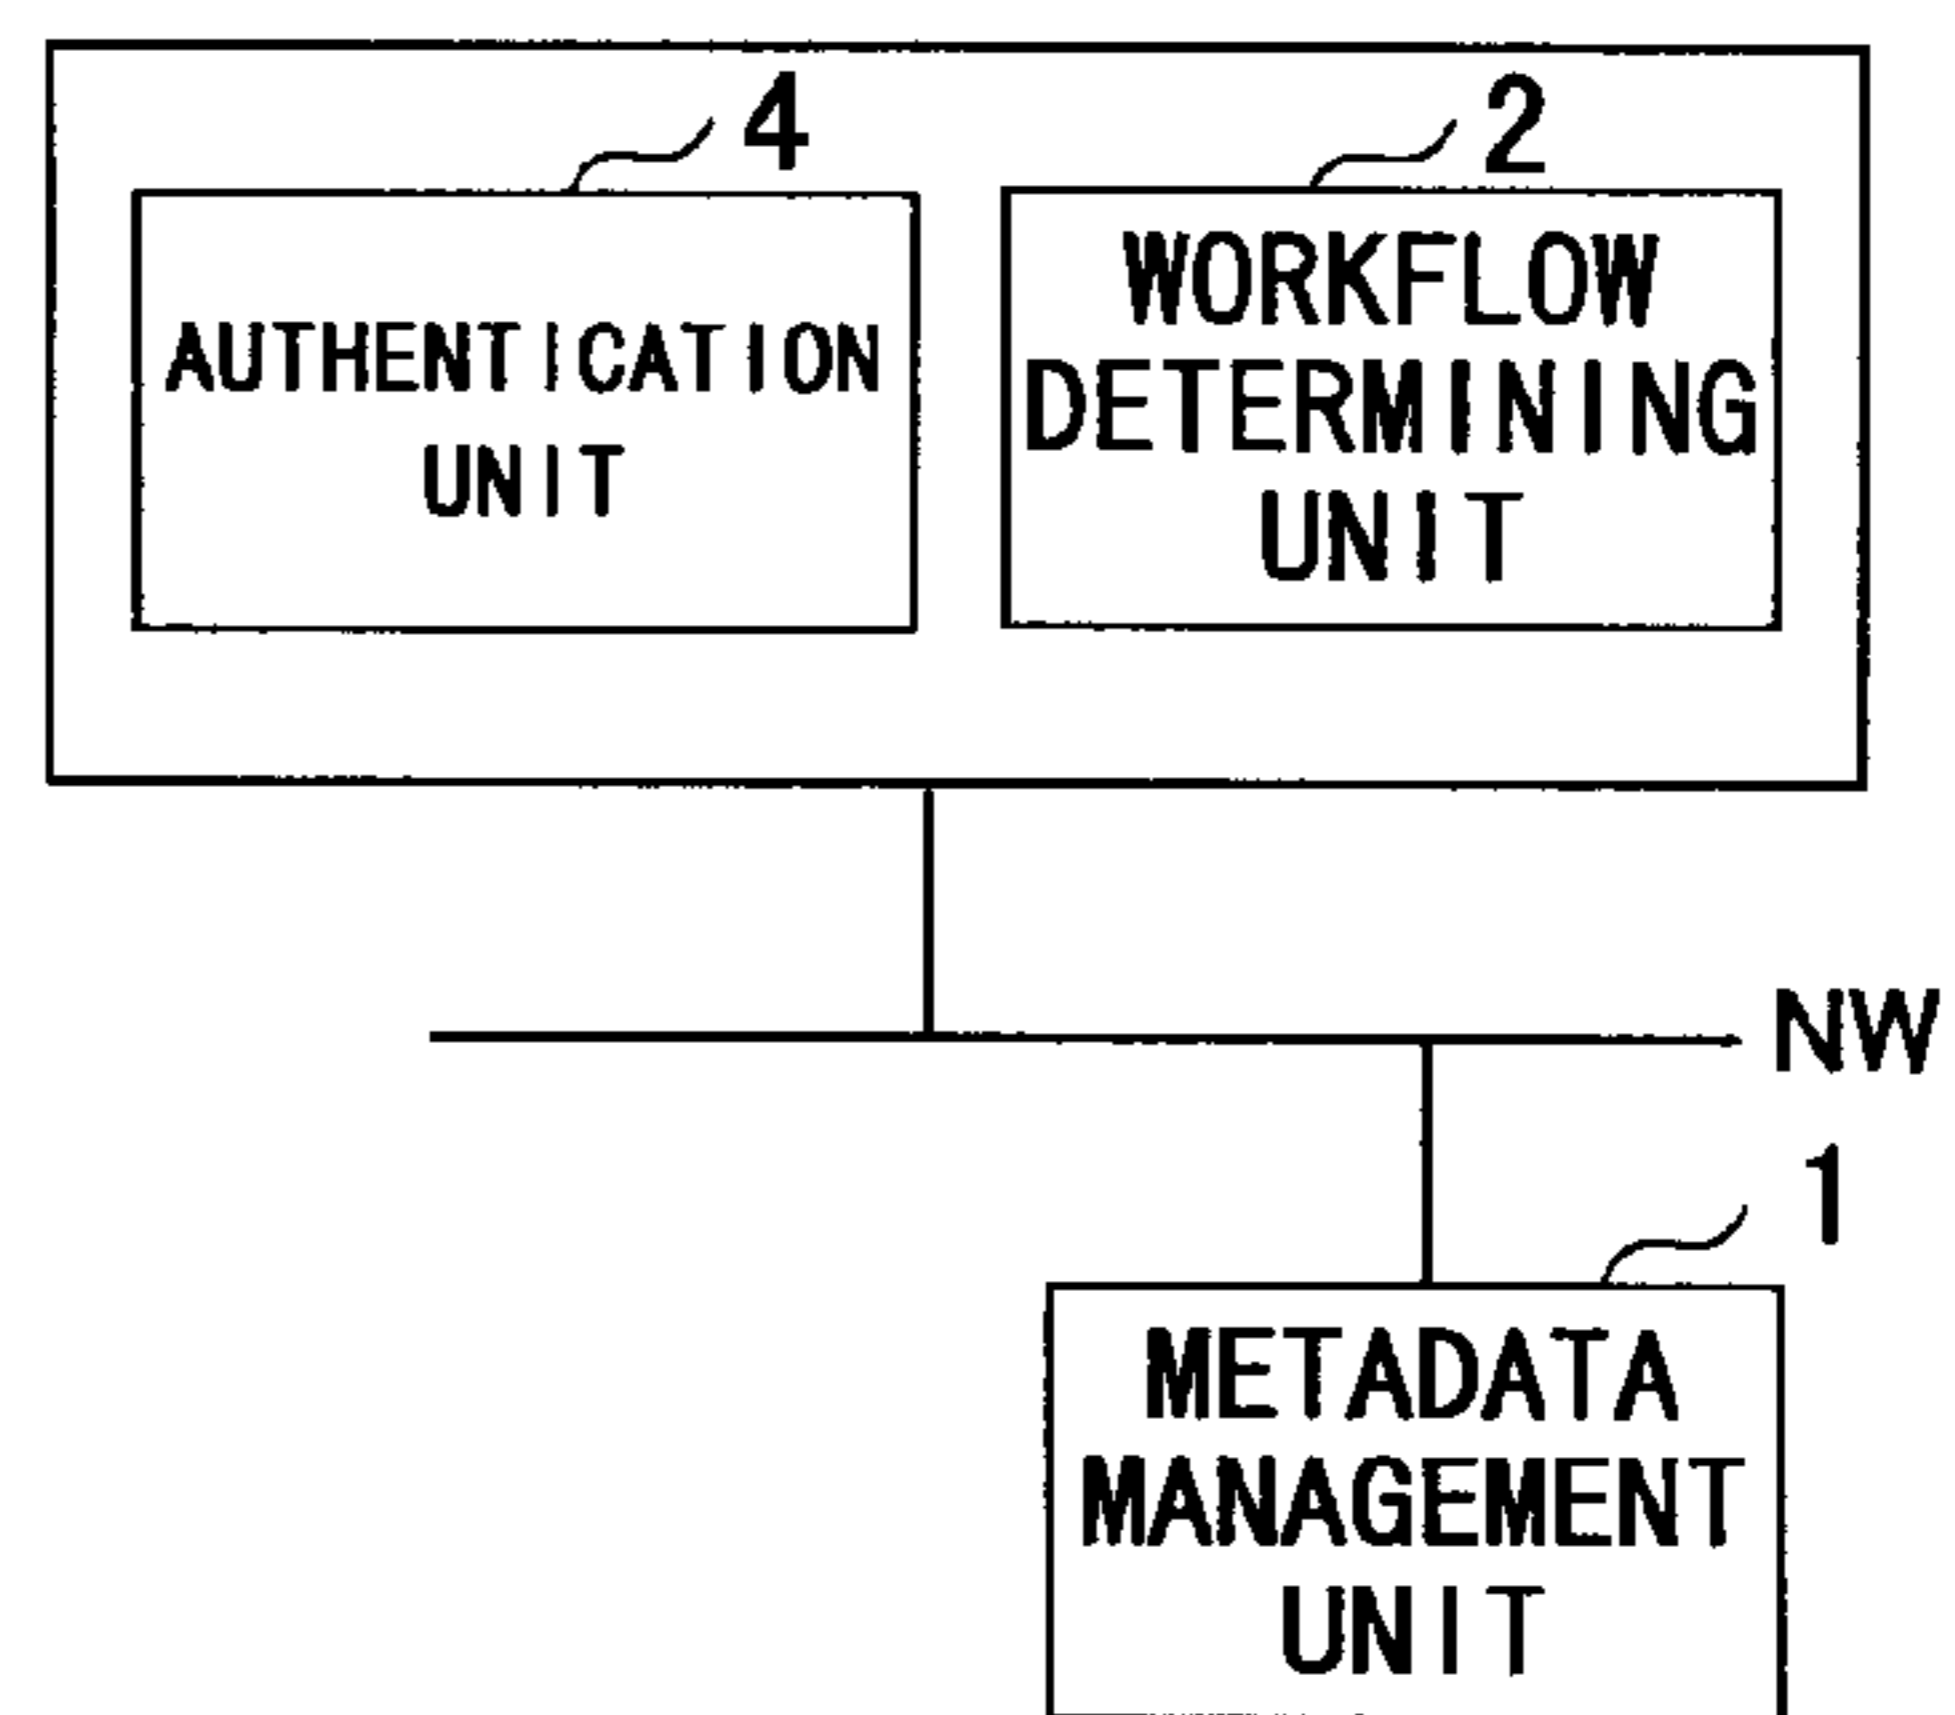 4
2
AUTHENTICATION
UNIT
WORKFLOW
DETERMINING
UNIT
NW
1
METADATA
MANAGEMENT
UNIT